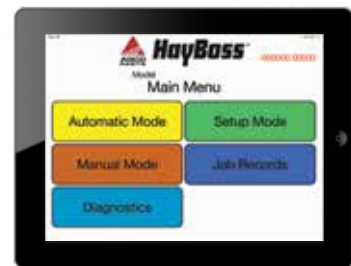 HayBoss
Model
Main Menu
Automatic Mode
Setup Mode
Manual Mode
Job Records
Diagnostics